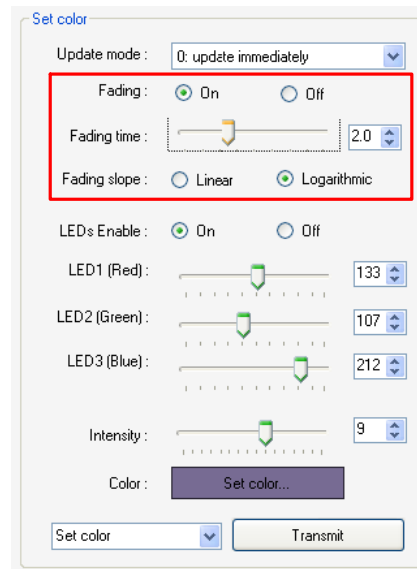 Set color
Update mode : 0: update immediately
Fading : On Off
Fading time : 2.0
Fading slope : Linear Logarithmic
LEDs Enable : On Off
LED1 (Red) : 133
LED2 (Green) : 107
LED3 (Blue) : 212
Intensity : 9
Color : Set color...
Set color Transmit